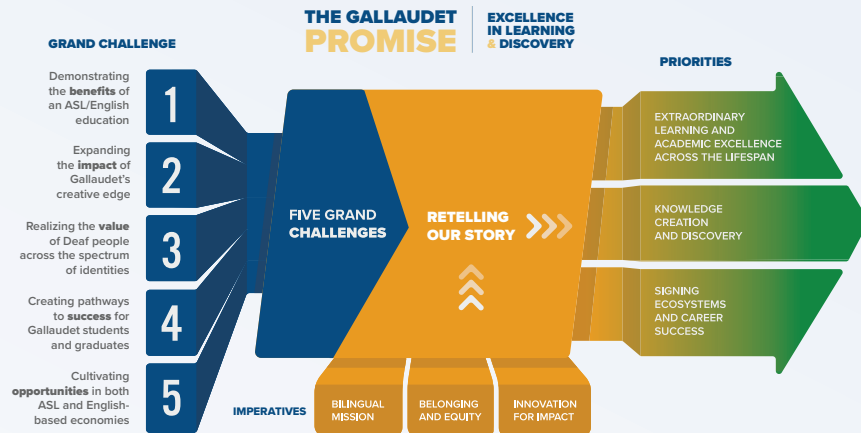 THE GALLAUDET
PROMISE
EXCELLENCE
IN LEARNING
& DISCOVERY
GRAND CHALLENGE
Demonstrating
the benefits of
an ASL/English
education
1
Expanding
the impact of
Gallaudet's
creative edge
2
Realizing the value
of Deaf people
across the spectrum
of identities
3
Creating pathways
to success for
Gallaudet students
and graduates
4
Cultivating
opportunities in both
ASL and English-
based economies
5
FIVE GRAND
CHALLENGES
RETELLING
OUR STORY
IMPERATIVES
BILINGUAL
MISSION
BELONGING
AND EQUITY
INNOVATION
FOR IMPACT
PRIORITIES
EXTRAORDINARY
LEARNING AND
ACADEMIC EXCELLENCE
ACROSS THE LIFESPAN
KNOWLEDGE
CREATION
AND DISCOVERY
SIGNING
ECOSYSTEMS
AND CAREER
SUCCESS